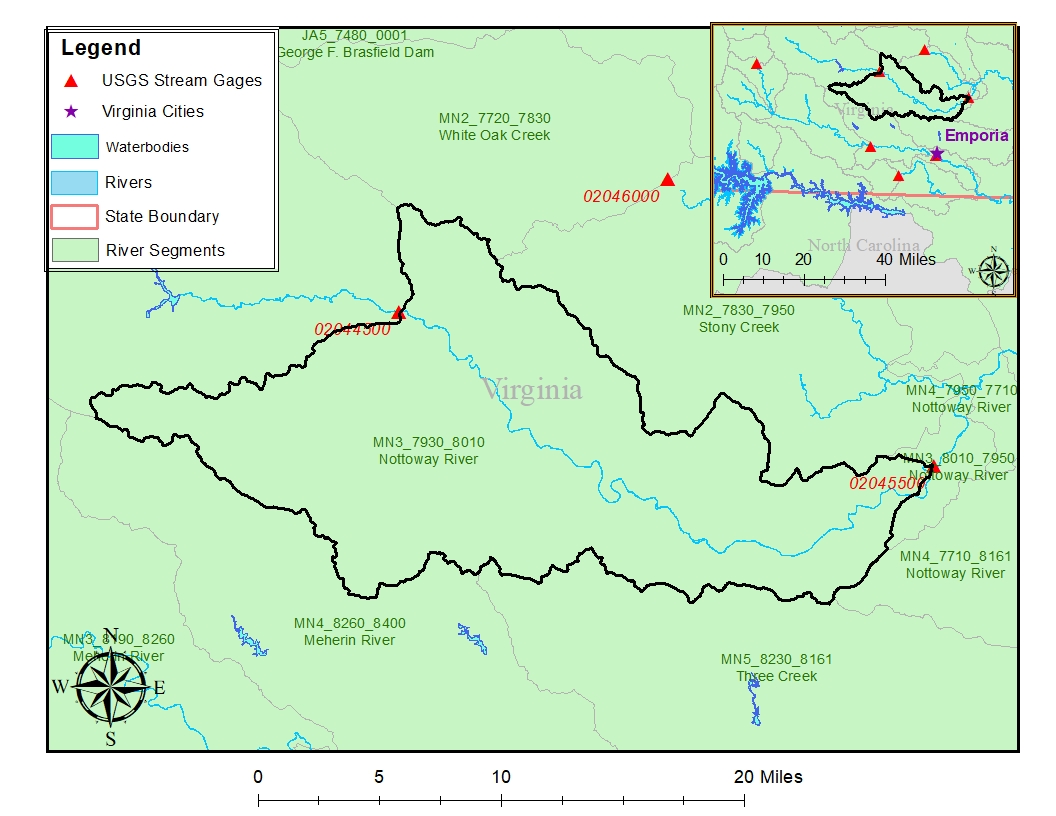 Legend
USGS Stream Gages
Virginia Cities
Waterbodies
Rivers
State Boundary
River Segments
JA5_7480_0001
George F. Brasfield Dam
MN2_7720_7830
White Oak Creek
02046000
Virginia
Emporia
North Carolina
0 10 20 40 Miles
N
W
MN2_7830_7950
Stony Creek
02044500
Virginia
MN4_7950_7710
Nottoway River
MN3_7930_8010
Nottoway River
MN3_8010_7950
Nottoway River
02045500
MN4_7710_8161
Nottoway River
MN4_8260_8400
Meherin River
MN3_8190_8260
Meherin River
MN5_8230_8161
Three Creek
N
W E
S
0 5 10 20 Miles